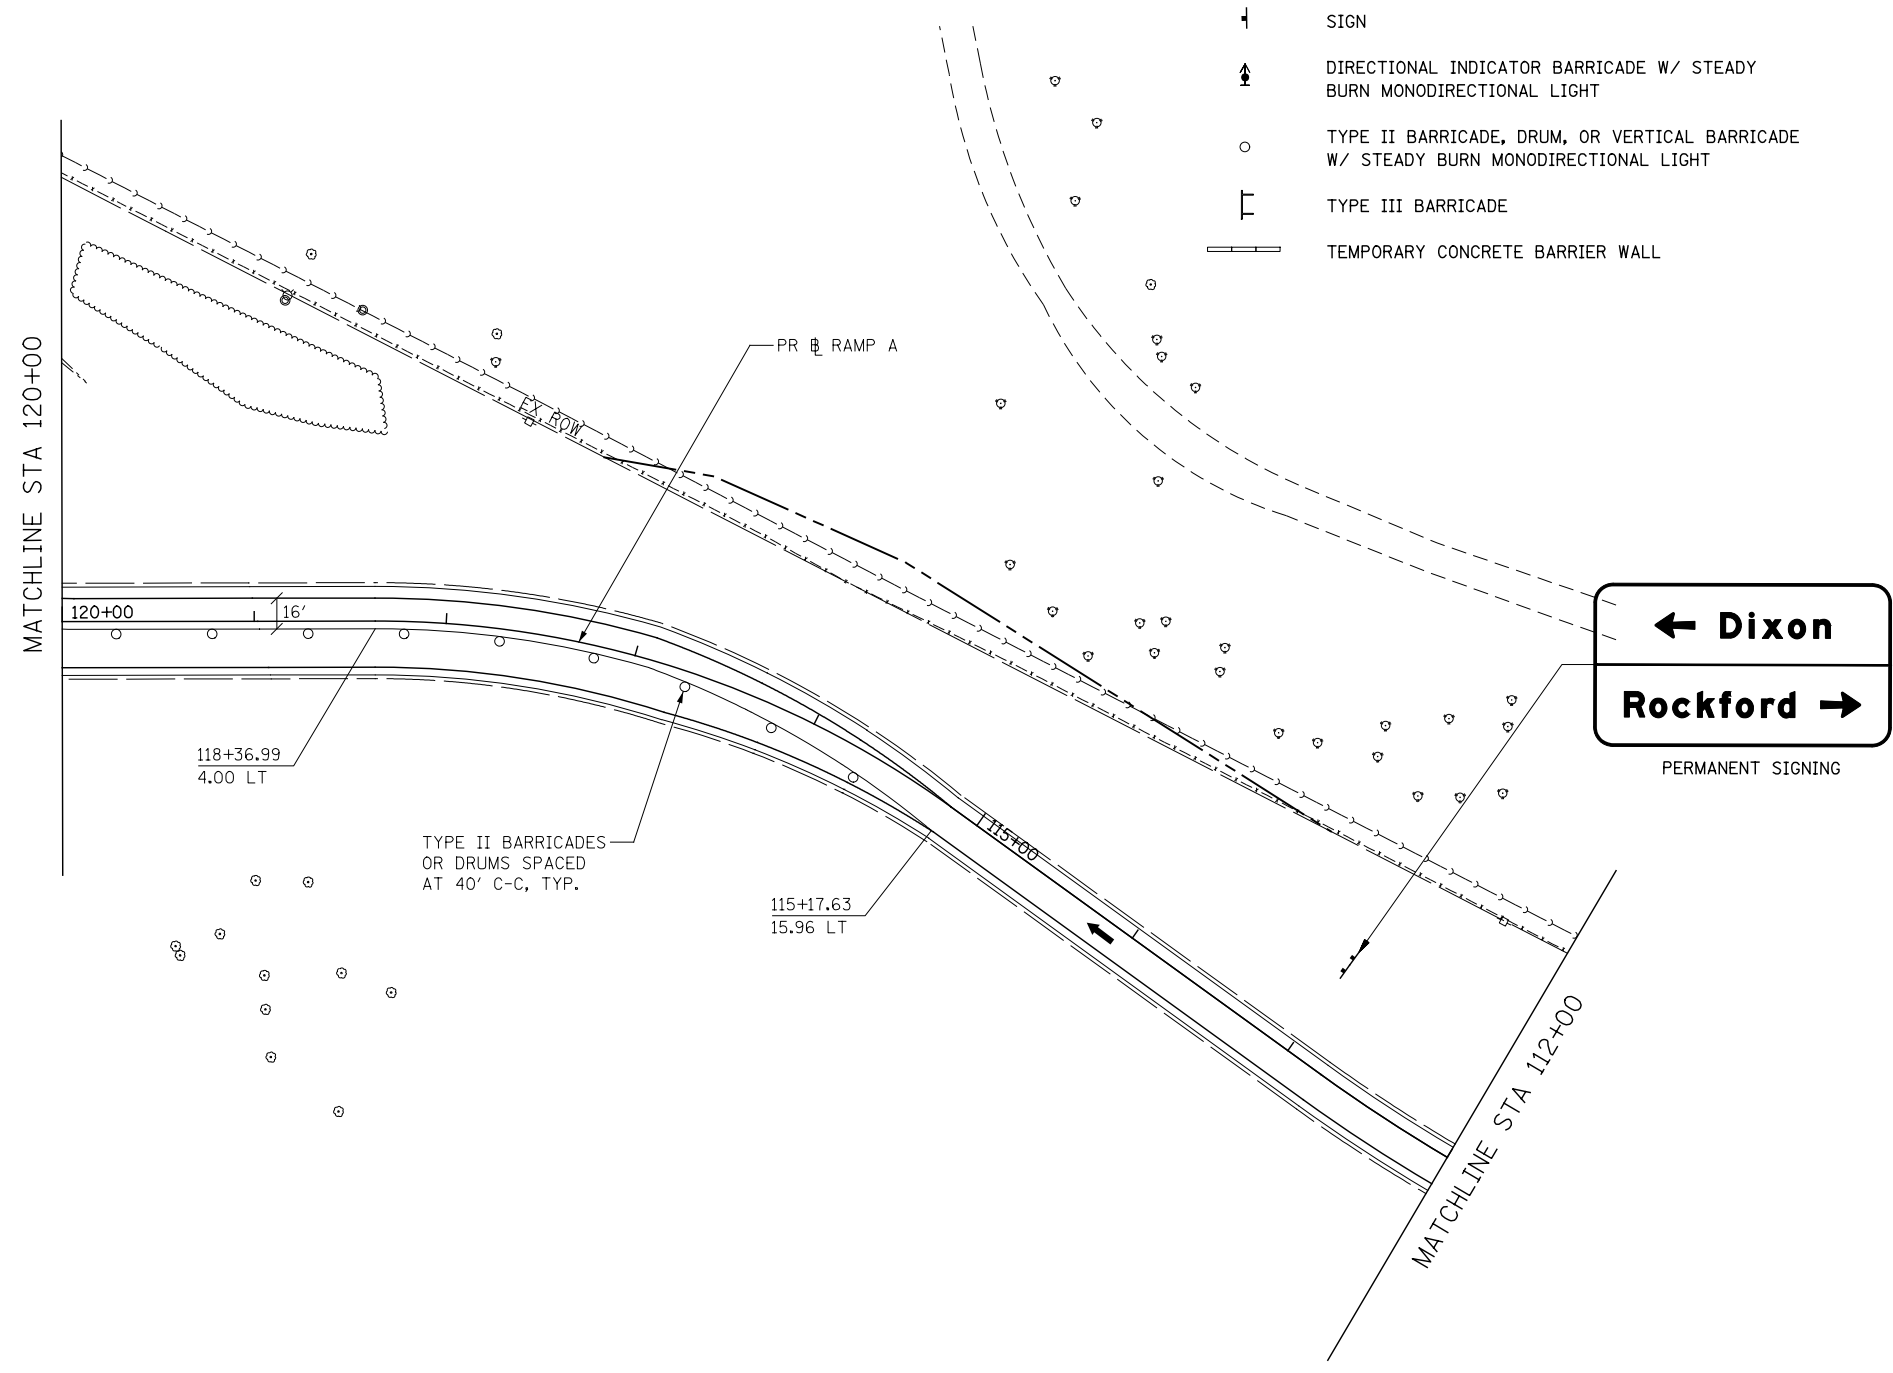 SIGN
DIRECTIONAL INDICATOR BARRICADE W/ STEADY
BURN MONODIRECTIONAL LIGHT
TYPE II BARRICADE, DRUM, OR VERTICAL BARRICADE
W/ STEADY BURN MONODIRECTIONAL LIGHT
TYPE III BARRICADE
TEMPORARY CONCRETE BARRIER WALL
MATCHLINE STA 120+00
PR ℄ RAMP A
EX ROW
120+00
16'
← Dixon
Rockford →
PERMANENT SIGNING
118+36.99
4.00 LT
TYPE II BARRICADES
OR DRUMS SPACED
AT 40' C-C, TYP.
115+00
115+17.63
15.96 LT
MATCHLINE STA 112+00